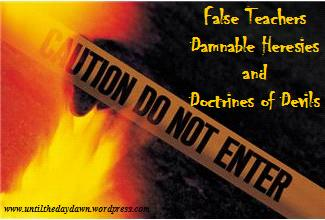 False Teachers
Damnable Heresies
and
Doctrines of Devils
CAUTION DO NOT ENTER
www.untilthedaydawn.wordpress.com